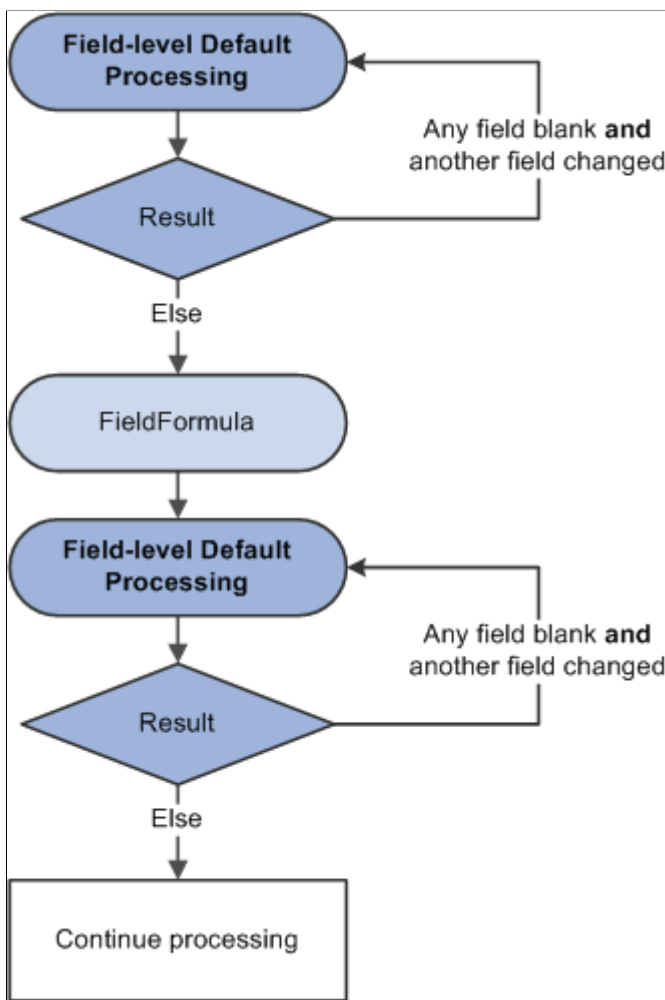 Field-level Default
Processing
Any field blank and
another field changed
Result
Else
FieldFormula
Field-level Default
Processing
Any field blank and
another field changed
Result
Else
Continue processing